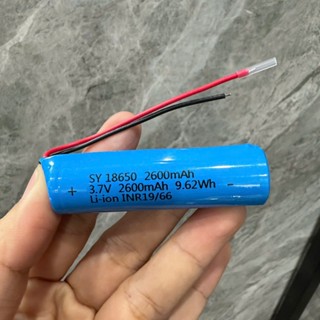 SY 18650 2600mAh
+ 3.7V 2600mAh 9.62Wh -
Li-ion INR19/66